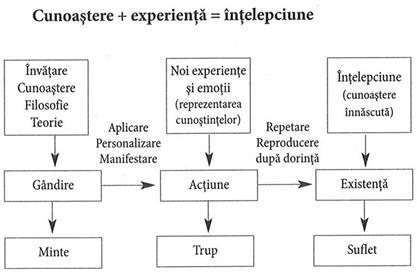 Cunoaștere + experiență = înțelepciune
Învățare
Cunoaștere
Filosofie
Teorie
Noi experiențe
și emoții
(reprezentarea
cunoștințelor)
Înțelepciune
(cunoaștere
înnăscută)
Aplicare
Personalizare
Manifestare
Repetare
Reproducere
după dorință
Gândire
Acțiune
Existență
Minte
Trup
Suflet